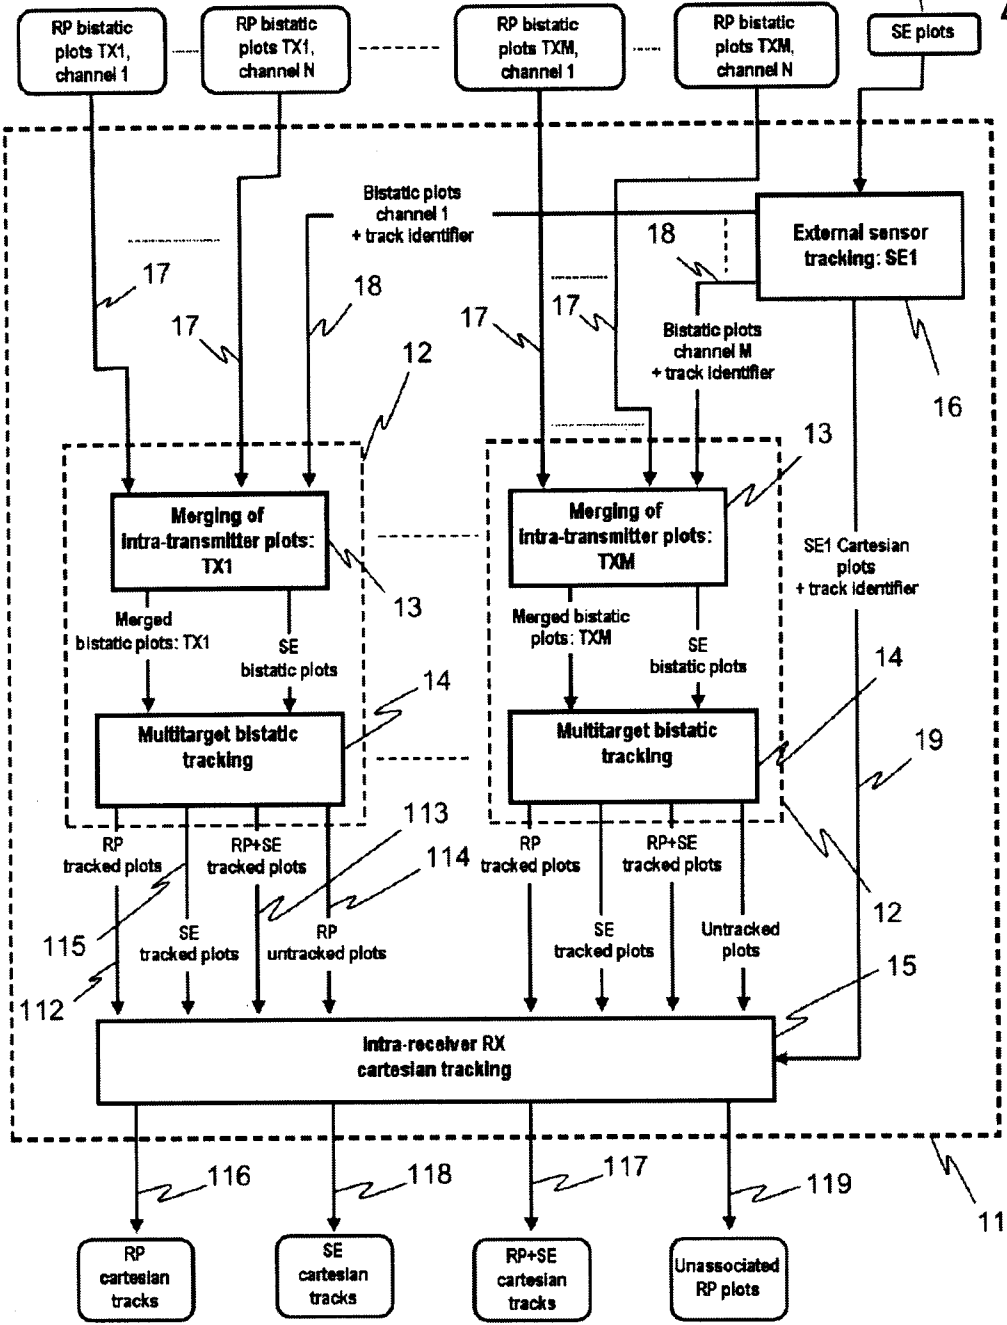 RP bistatic
plots TX1,
channel 1
RP bistatic
plots TX1,
channel N
RP bistatic
plots TXM,
channel 1
RP bistatic
plots TXM,
channel N
SE plots
Bistatic plots
channel 1
+ track identifier
External sensor
tracking: SE1
17
17
18
17
17
18
Bistatic plots
channel M
+ track identifier
16
12
13
Merging of
intra-transmitter plots:
TX1
Merging of
intra-transmitter plots:
TXM
SE1 Cartesian
plots
+ track identifier
13
Merged
bistatic plots: TX1
SE
bistatic plots
Merged bistatic
plots: TXM
SE
bistatic plots
14
14
Multitarget bistatic
tracking
Multitarget bistatic
tracking
19
RP
tracked plots
RP+SE
tracked plots
113
114
RP
tracked plots
RP+SE
tracked plots
12
115
SE
tracked plots
RP
untracked plots
SE
tracked plots
Untracked
plots
112
15
Intra-receiver RX
cartesian tracking
116
118
117
119
11
RP
cartesian
tracks
SE
cartesian
tracks
RP+SE
cartesian
tracks
Unassociated
RP plots